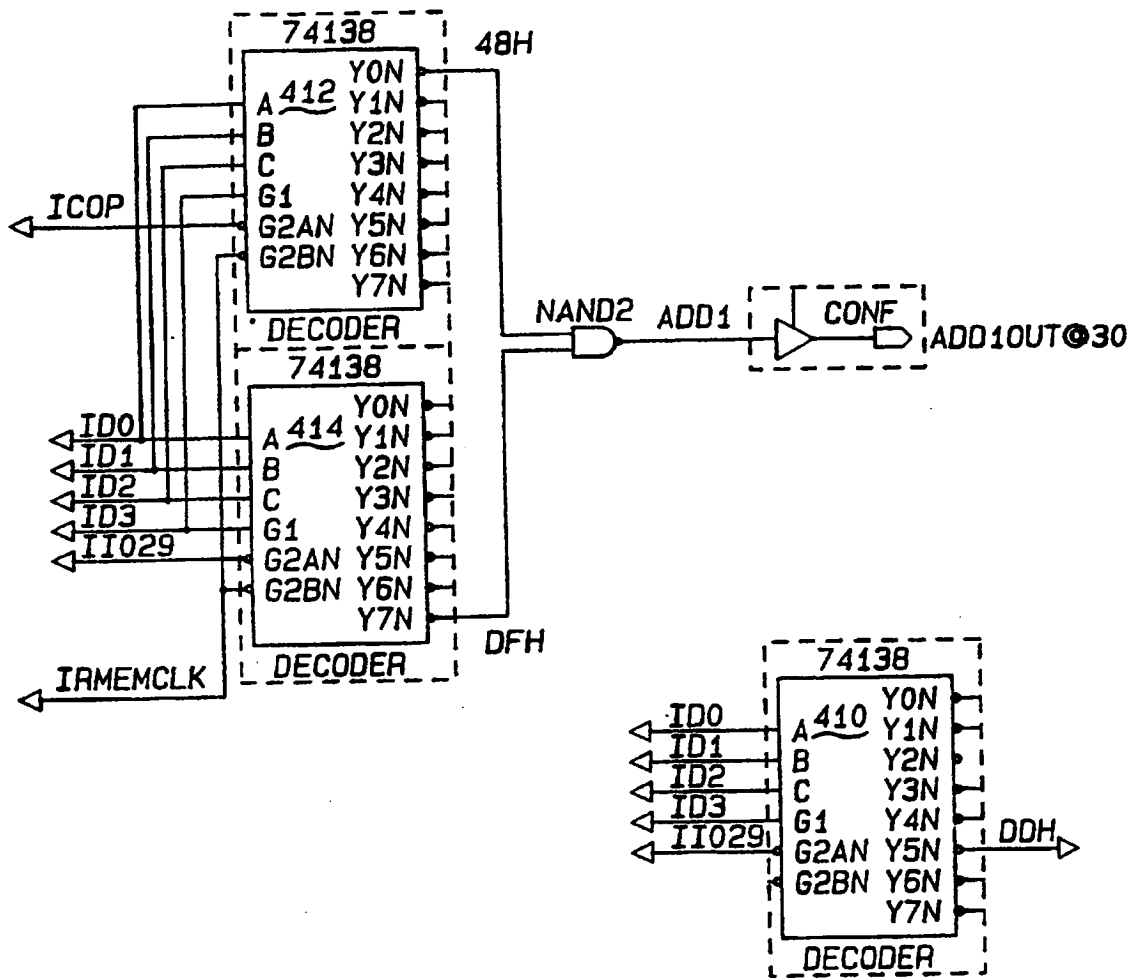 74138
48H
412
A
B
C
G1
G2AN
G2BN
Y0N
Y1N
Y2N
Y3N
Y4N
Y5N
Y6N
Y7N
DECODER
ICOP
74138
414
A
B
C
G1
G2AN
G2BN
Y0N
Y1N
Y2N
Y3N
Y4N
Y5N
Y6N
Y7N
DECODER
ID0
ID1
ID2
ID3
IIO29
IRMEMCLK
DFH
NAND2
ADD1
CONF
ADD1OUT@30
74138
410
A
B
C
G1
G2AN
G2BN
Y0N
Y1N
Y2N
Y3N
Y4N
Y5N
Y6N
Y7N
DECODER
ID0
ID1
ID2
ID3
IIO29
DDH